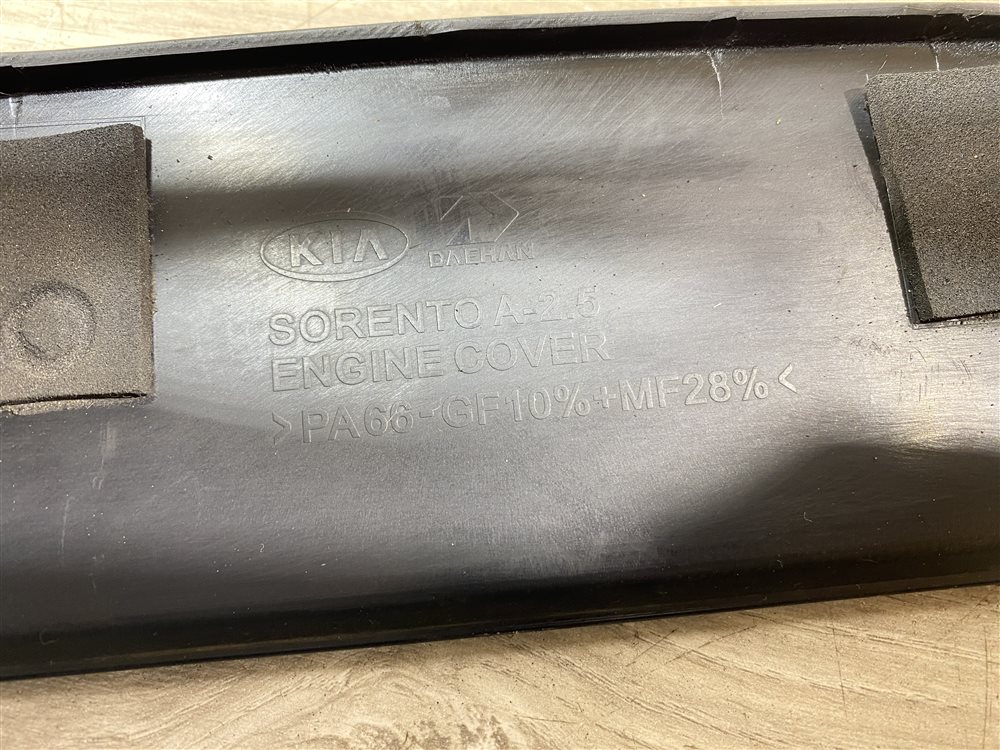 KIA DAEHAN
SORENTO A-2.5
ENGINE COVER
>PA66-GF10%+MF28%<